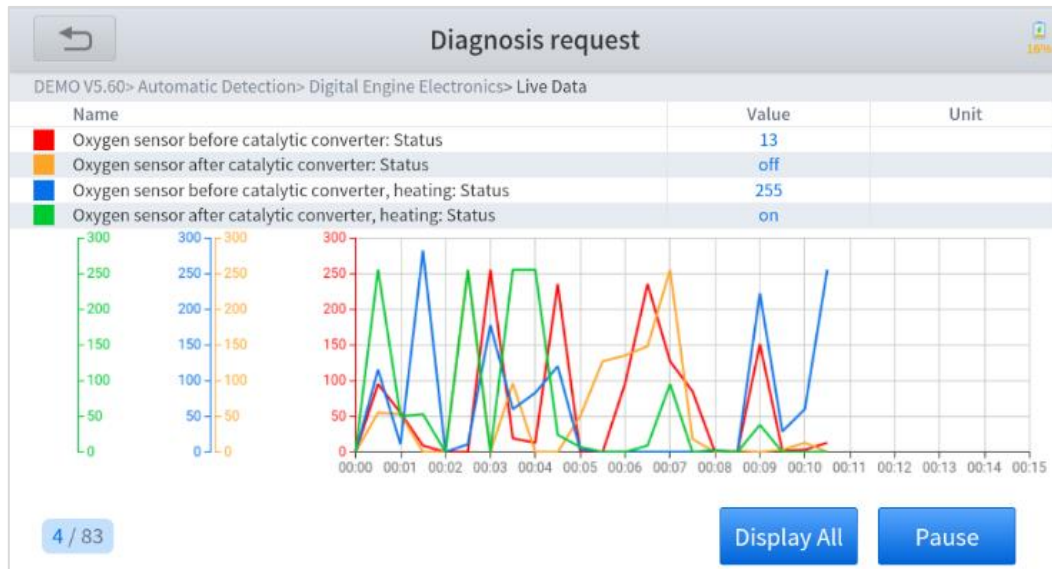 Diagnosis request
16%
DEMO V5.60> Automatic Detection> Digital Engine Electronics> Live Data
Name Value Unit
Oxygen sensor before catalytic converter: Status 13
Oxygen sensor after catalytic converter: Status off
Oxygen sensor before catalytic converter, heating: Status 255
Oxygen sensor after catalytic converter, heating: Status on
300 300 300 300
250 250 250 250
200 200 200 200
150 150 150 150
100 100 100 100
50 50 50 50
0 0 0 0
00:00 00:01 00:02 00:03 00:04 00:05 00:06 00:07 00:08 00:09 00:10 00:11 00:12 00:13 00:14 00:15
4 / 83 Display All Pause